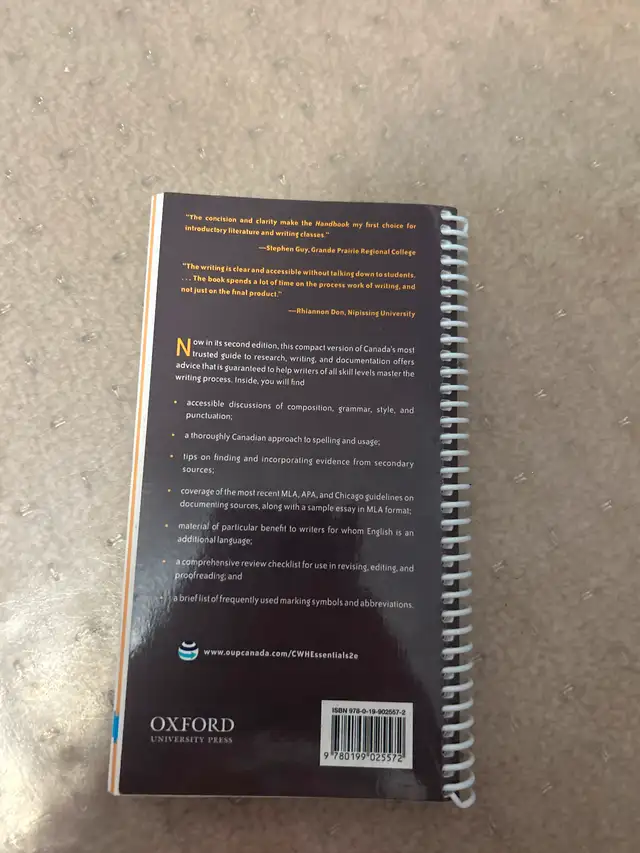 "The concision and clarity make the Handbook my first choice for
introductory literature and writing classes."
—Stephen Guy, Grande Prairie Regional College
"The writing is clear and accessible without talking down to students.
... The book spends a lot of time on the process work of writing, and
not just on the final product."
—Rhiannon Don, Nipissing University
Now in its second edition, this compact version of Canada's most
trusted guide to research, writing, and documentation offers
advice that is guaranteed to help writers of all skill levels master the
writing process. Inside, you will find
• accessible discussions of composition, grammar, style, and
punctuation;
• a thoroughly Canadian approach to spelling and usage;
• tips on finding and incorporating evidence from secondary
sources;
• coverage of the most recent MLA, APA, and Chicago guidelines on
documenting sources, along with a sample essay in MLA format;
• material of particular benefit to writers for whom English is an
additional language;
• a comprehensive review checklist for use in revising, editing, and
proofreading; and
• a brief list of frequently used marking symbols and abbreviations.
www.oupcanada.com/CWHEssentials2e
ISBN 978-0-19-902557-2
OXFORD
UNIVERSITY PRESS
9 780199 025572